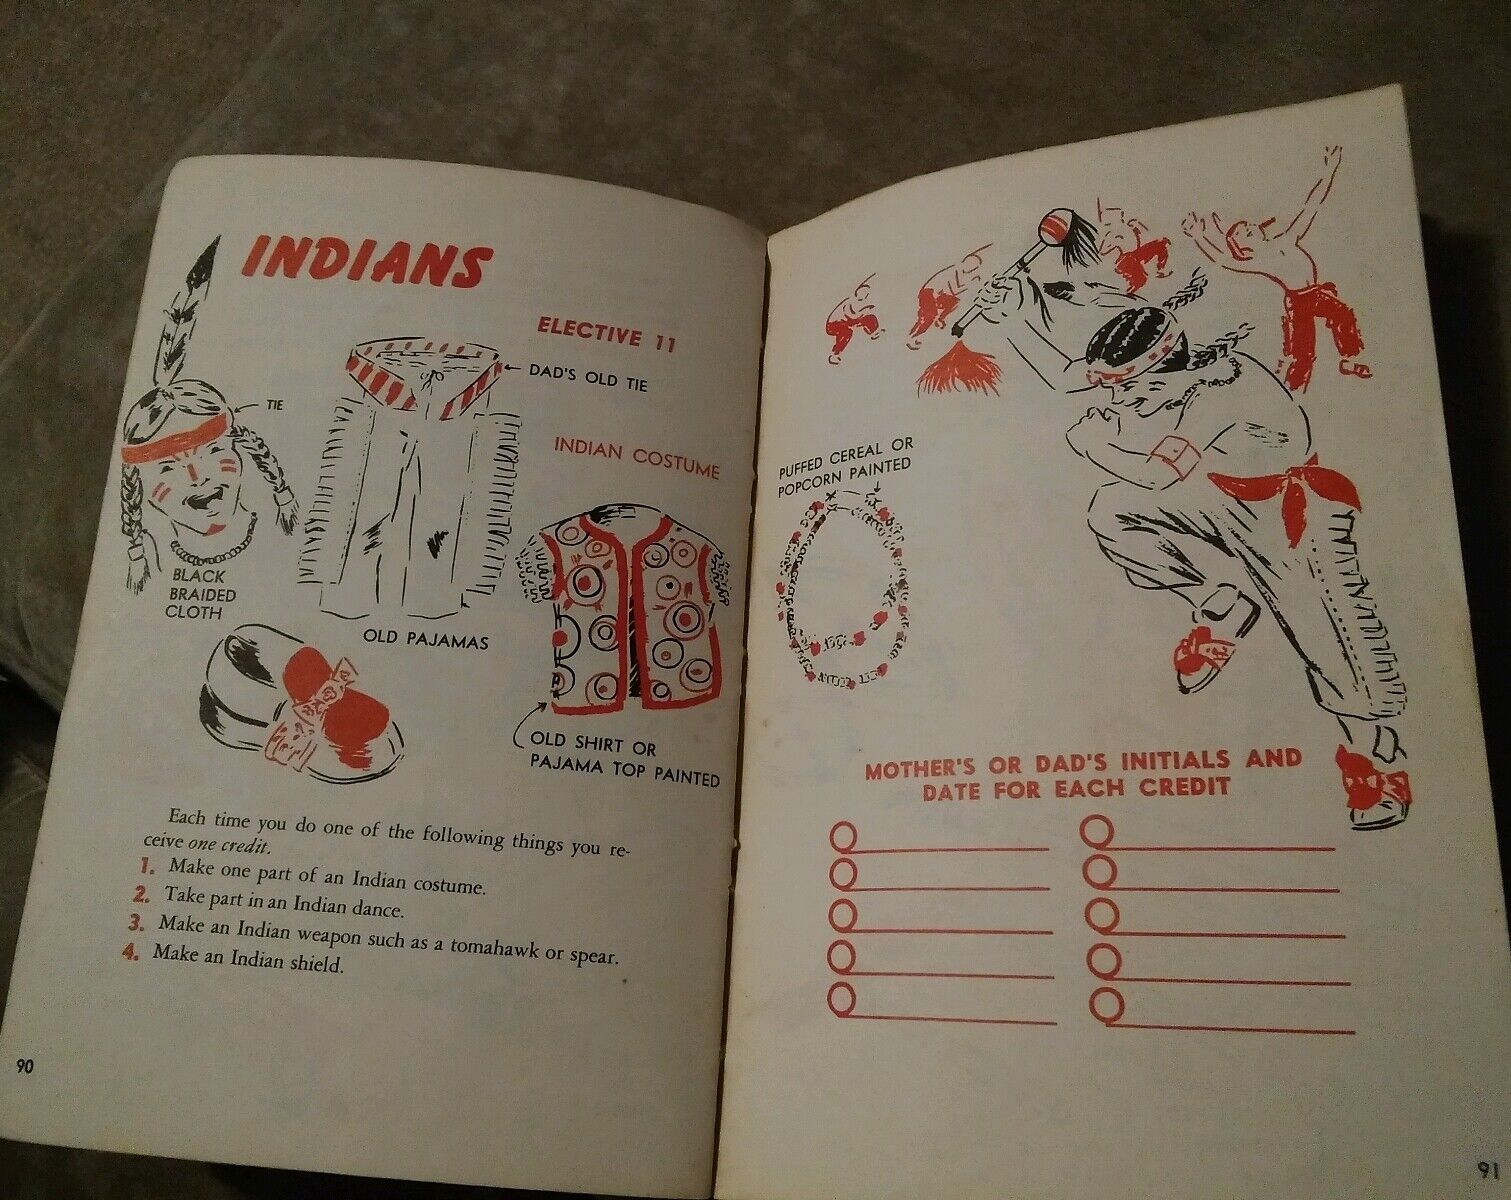 INDIANS
ELECTIVE 11
DAD'S OLD TIE
TIE
INDIAN COSTUME
BLACK
BRAIDED
CLOTH
OLD PAJAMAS
OLD SHIRT OR
PAJAMA TOP PAINTED
Each time you do one of the following things you re-
ceive one credit.
1. Make one part of an Indian costume.
2. Take part in an Indian dance.
3. Make an Indian weapon such as a tomahawk or spear.
4. Make an Indian shield.
90
PUFFED CEREAL OR
POPCORN PAINTED
MOTHER'S OR DAD'S INITIALS AND
DATE FOR EACH CREDIT
91